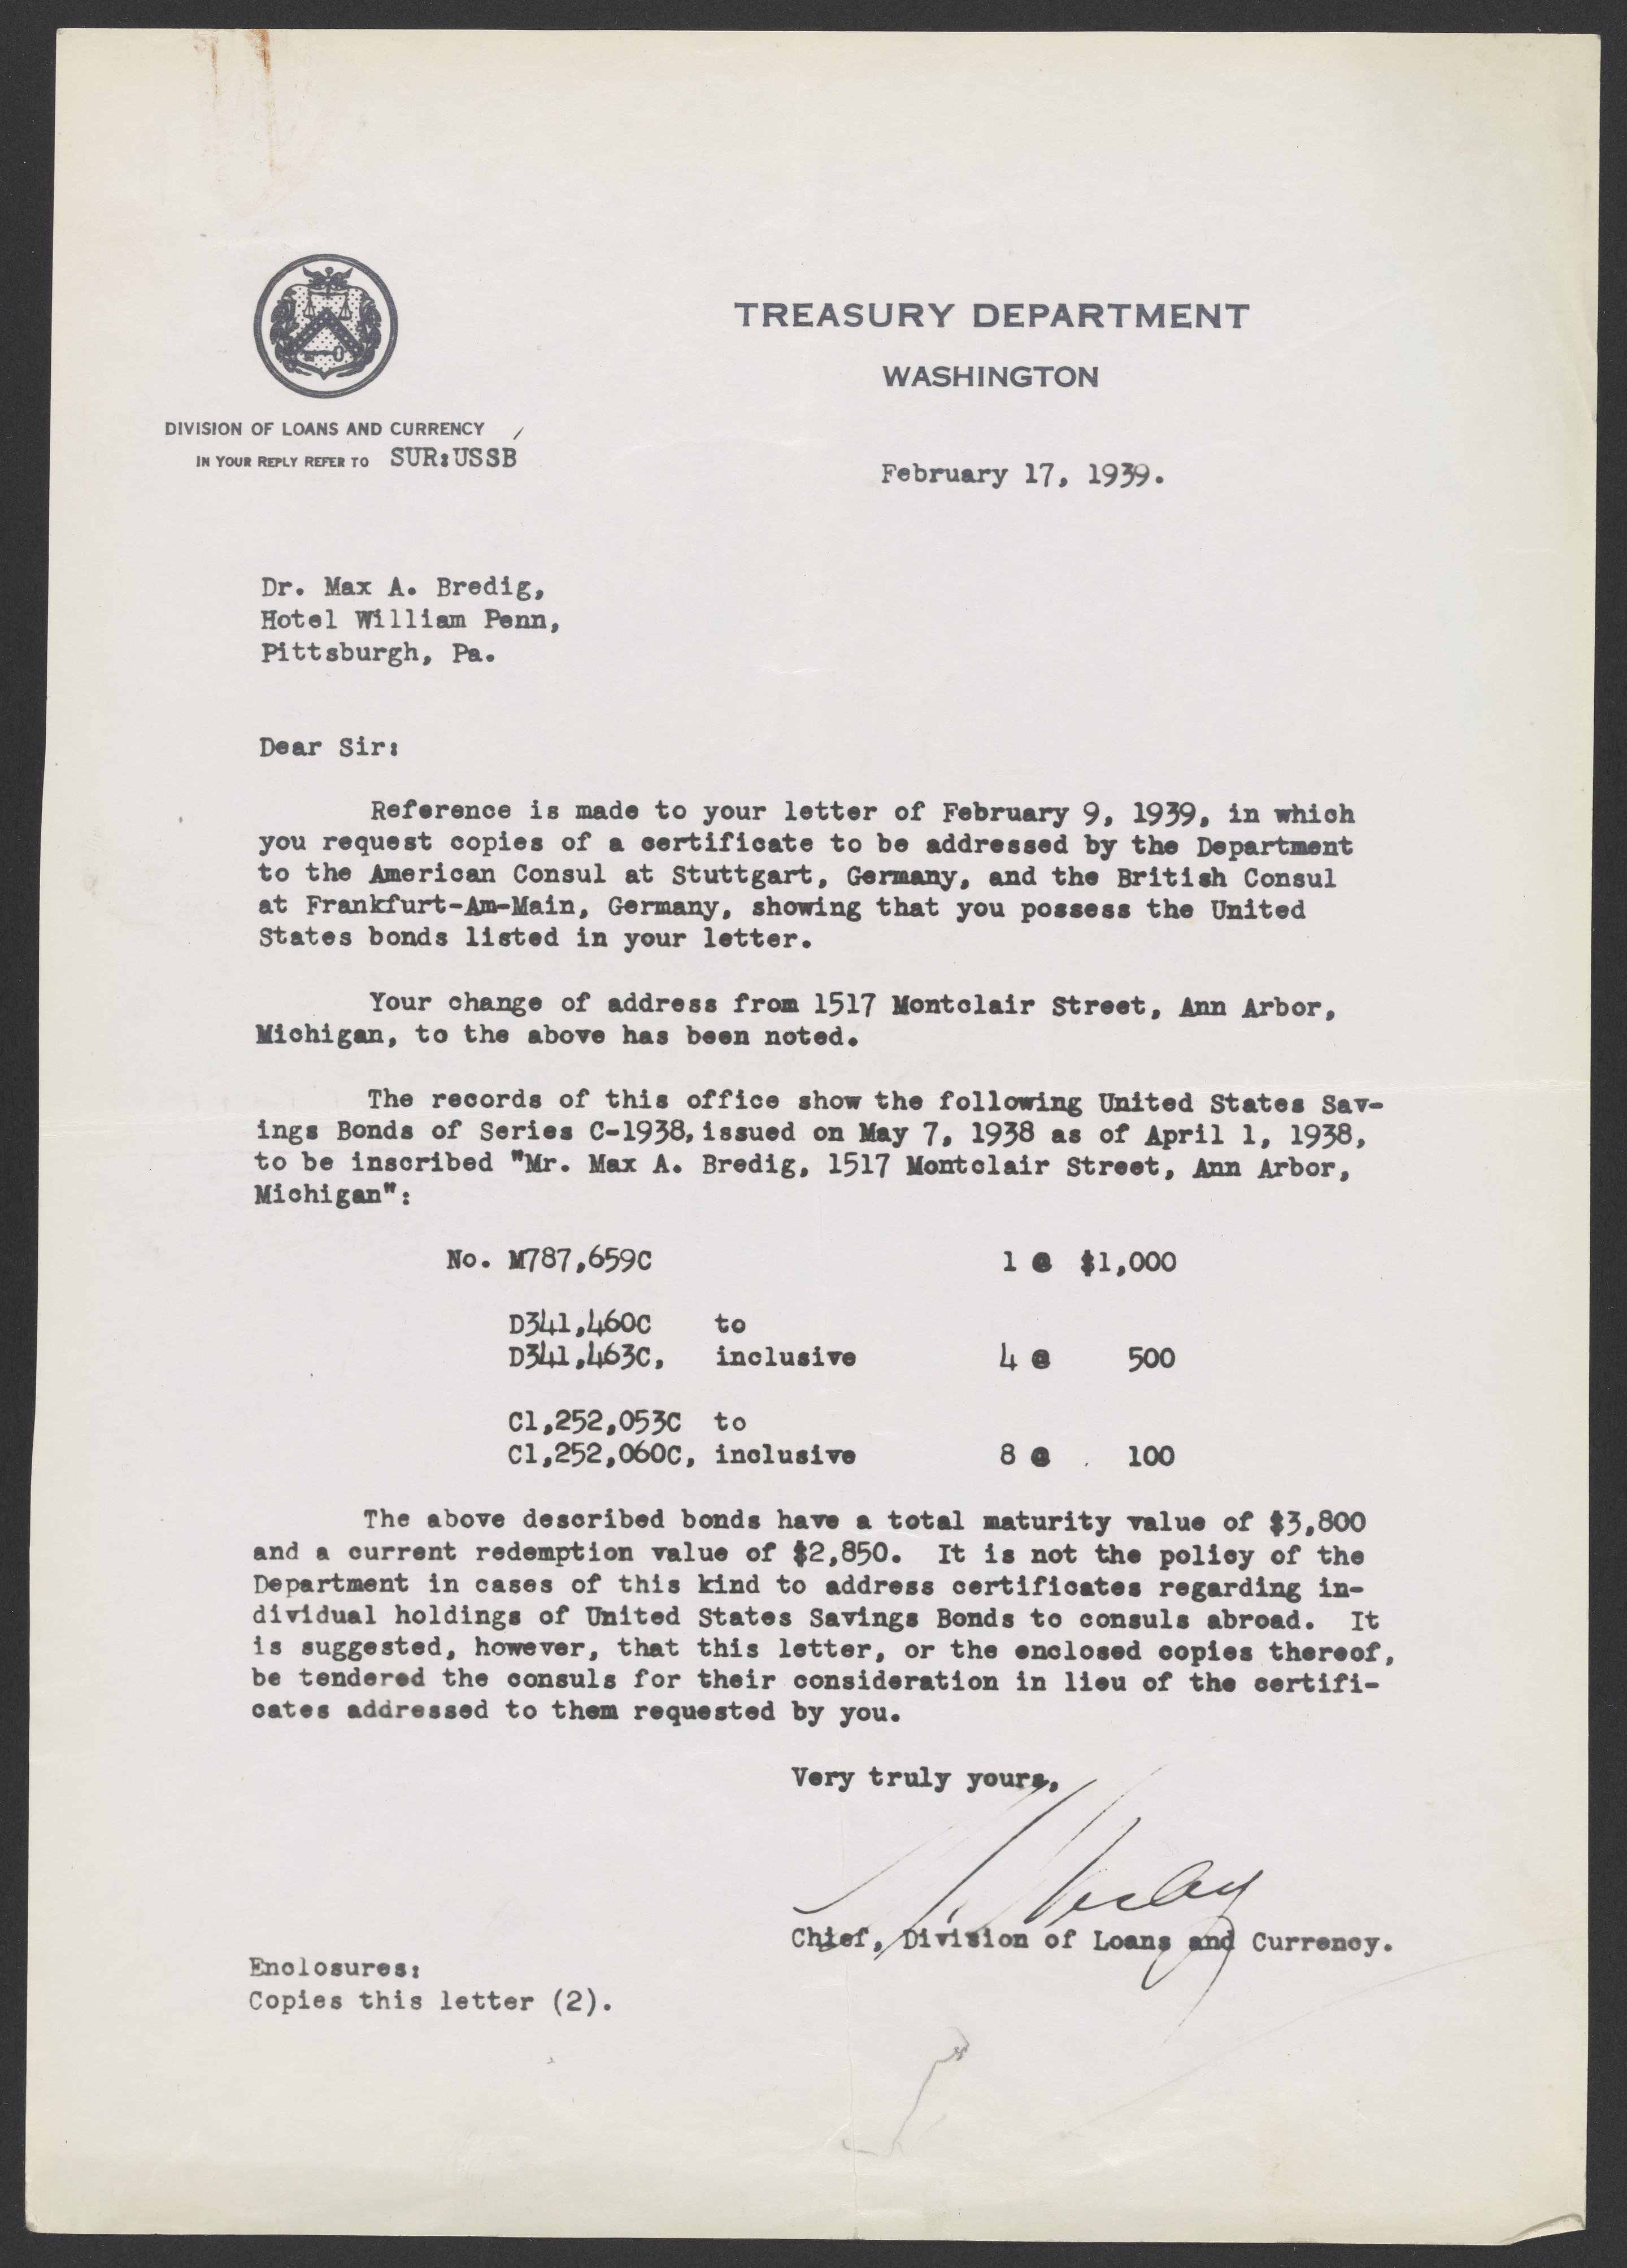 TREASURY DEPARTMENT
WASHINGTON
DIVISION OF LOANS AND CURRENCY
IN YOUR REPLY REFER TO SUR:USSB
February 17, 1939.
Dr. Max A. Bredig,
Hotel William Penn,
Pittsburgh, Pa.
Dear Sir:
Reference is made to your letter of February 9, 1939, in which
you request copies of a certificate to be addressed by the Department
to the American Consul at Stuttgart, Germany, and the British Consul
at Frankfurt-Am-Main, Germany, showing that you possess the United
States bonds listed in your letter.
Your change of address from 1517 Montclair Street, Ann Arbor,
Michigan, to the above has been noted.
The records of this office show the following United States Sav-
ings Bonds of Series C-1938, issued on May 7, 1938 as of April 1, 1938,
to be inscribed "Mr. Max A. Bredig, 1517 Montclair Street, Ann Arbor,
Michigan":
No. M787,659C 1 @ $1,000
D341,460C to
D341,463C, inclusive 4 @ 500
C1,252,053C to
C1,252,060C, inclusive 8 @ 100
The above described bonds have a total maturity value of $3,800
and a current redemption value of $2,850. It is not the policy of the
Department in cases of this kind to address certificates regarding in-
dividual holdings of United States Savings Bonds to consuls abroad. It
is suggested, however, that this letter, or the enclosed copies thereof,
be tendered the consuls for their consideration in lieu of the certifi-
cates addressed to them requested by you.
Very truly yours,
Chief, Division of Loans and Currency.
Enclosures:
Copies this letter (2).